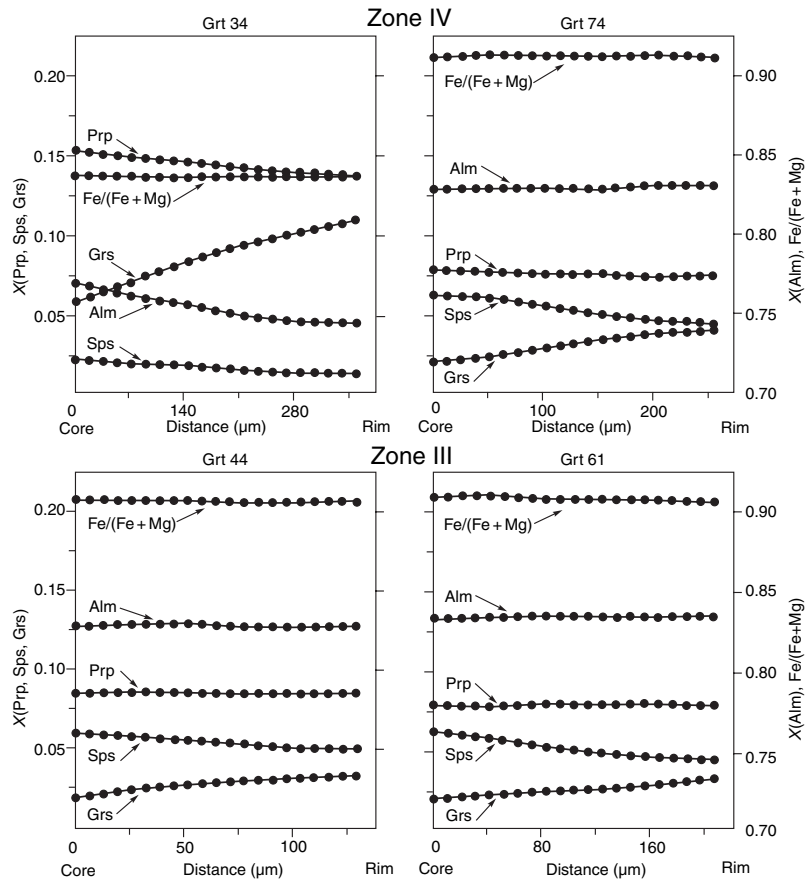 Zone IV
Grt 34
Grt 74
0.20
0.15
0.10
0.05
X(Prp, Sps, Grs)
Prp
Fe/(Fe + Mg)
Grs
Alm
Sps
0
140
280
Core
Distance (µm)
Rim
Fe/(Fe + Mg)
Alm
Prp
Sps
Grs
0.90
0.85
0.80
0.75
0.70
X(Alm), Fe/(Fe + Mg)
0
100
200
Core
Distance (µm)
Rim
Zone III
Grt 44
Grt 61
0.20
0.15
0.10
0.05
X(Prp, Sps, Grs)
Fe/(Fe + Mg)
Alm
Prp
Sps
Grs
0
50
100
Core
Distance (µm)
Rim
Fe/(Fe + Mg)
Alm
Prp
Sps
Grs
0.90
0.85
0.80
0.75
0.70
X(Alm), Fe/(Fe+Mg)
0
80
160
Core
Distance (µm)
Rim